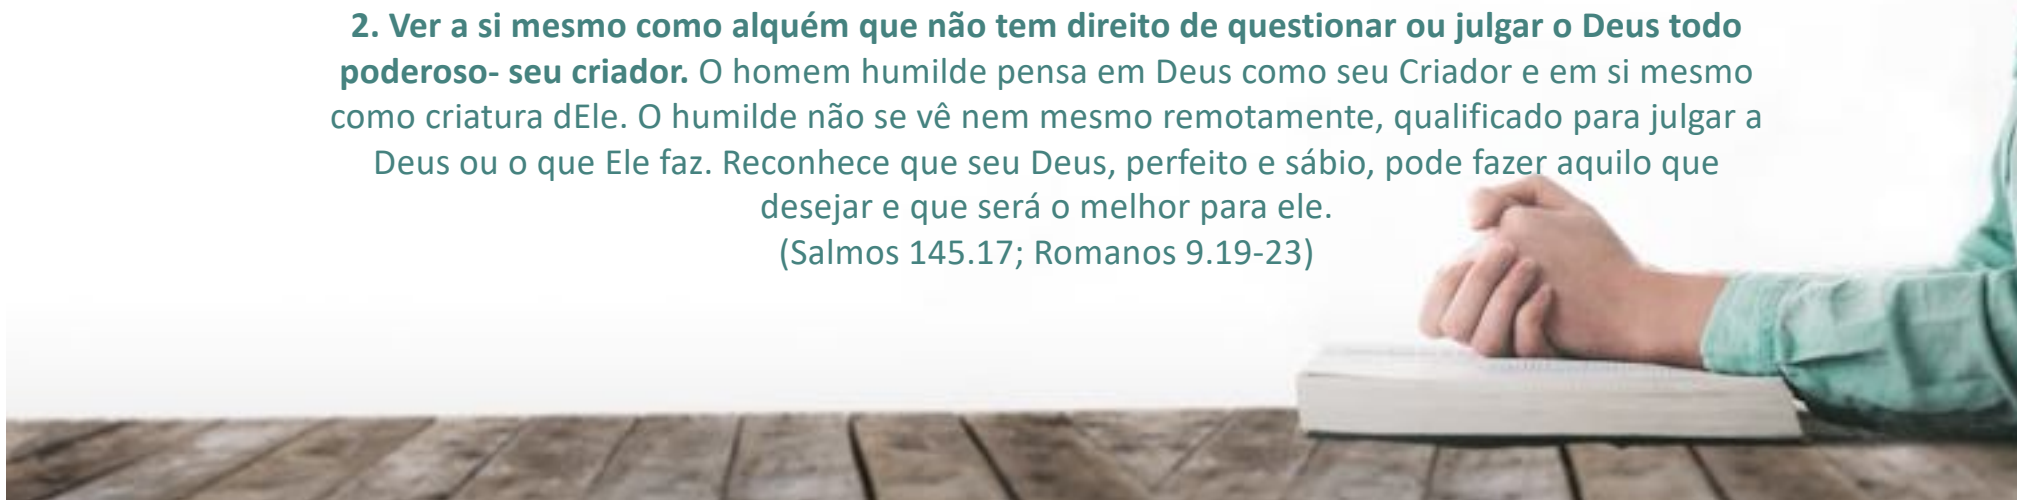 2. Ver a si mesmo como alquém que não tem direito de questionar ou julgar o Deus todo
poderoso- seu criador. O homem humilde pensa em Deus como seu Criador e em si mesmo
como criatura dEle. O humilde não se vê nem mesmo remotamente, qualificado para julgar a
Deus ou o que Ele faz. Reconhece que seu Deus, perfeito e sábio, pode fazer aquilo que
desejar e que será o melhor para ele.
(Salmos 145.17; Romanos 9.19-23)